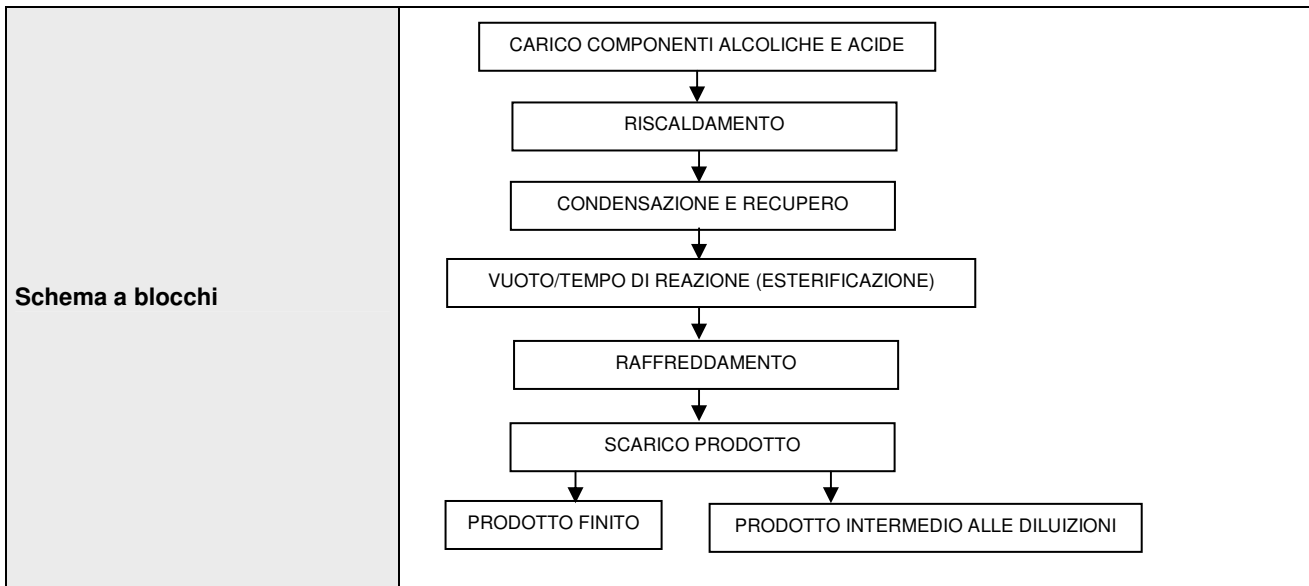 Schema a blocchi
CARICO COMPONENTI ALCOLICHE E ACIDE
RISCALDAMENTO
CONDENSAZIONE E RECUPERO
VUOTO/TEMPO DI REAZIONE (ESTERIFICAZIONE)
RAFFREDDAMENTO
SCARICO PRODOTTO
PRODOTTO FINITO
PRODOTTO INTERMEDIO ALLE DILUIZIONI